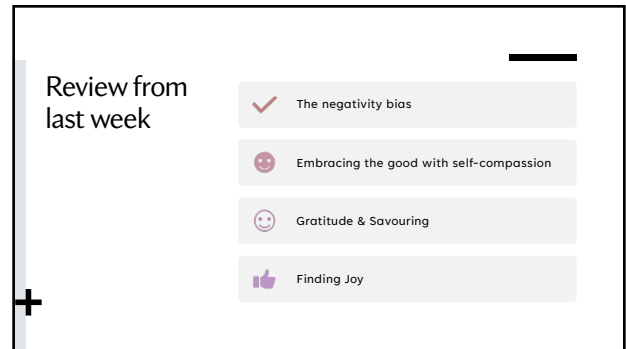 Review from
last week
The negativity bias
Embracing the good with self-compassion
Gratitude & Savouring
Finding Joy